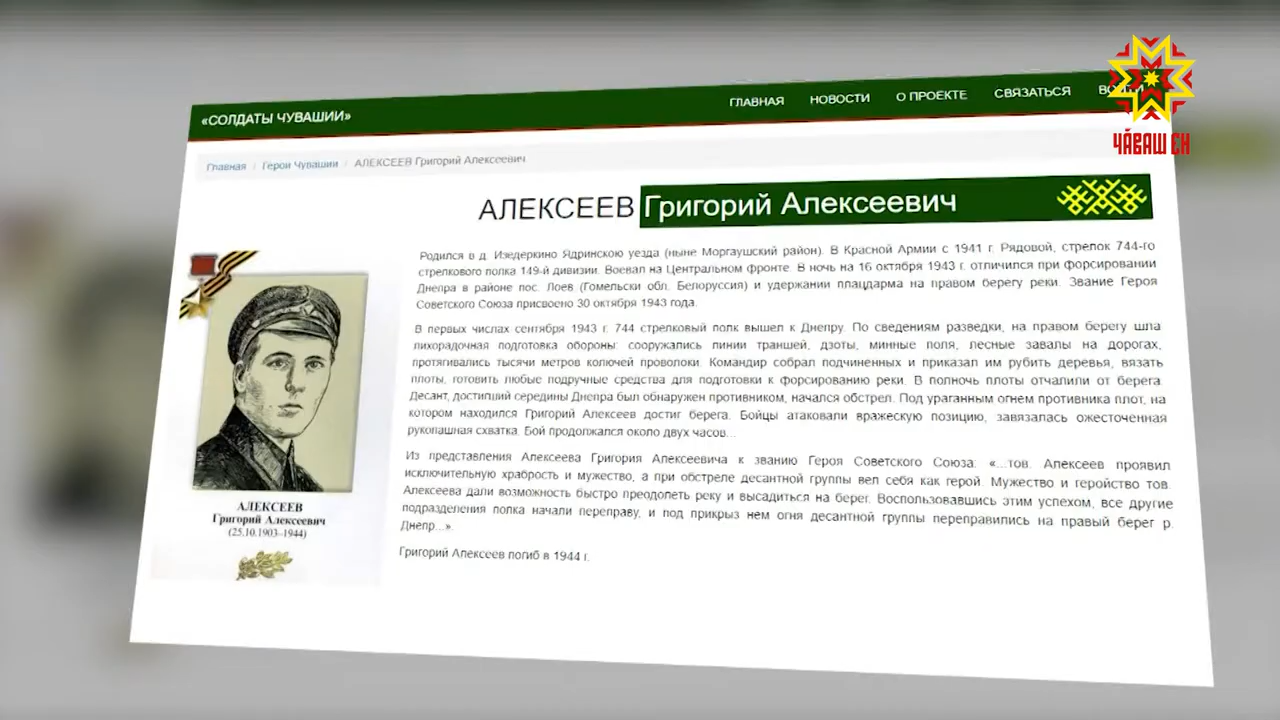 «СОЛДАТЫ ЧУВАШИИ»
ГЛАВНАЯ НОВОСТИ О ПРОЕКТЕ СВЯЗАТЬСЯ
ЧӐВАШ ЕН
Главная / Герои Чувашии / АЛЕКСЕЕВ Григорий Алексеевич
АЛЕКСЕЕВ Григорий Алексеевич
Родился в д. Изедеркино Ядринскою уезда (ныне Моргаушский район). В Красной Армии с 1941 г. Рядовой, стрелок 744-го
стрелкового полка 149-й дивизии. Воевал на Центральном фронте. В ночь на 16 октября 1943 г. отличился при форсировании
Днепра в районе пос. Лоев (Гомельски обл. Белоруссия) и удержании плацдарма на правом берегу реки. Звание Героя
Советского Союза присвоено 30 октября 1943 года.
В первых числах сентября 1943 г. 744 стрелковый полк вышел к Днепру. По сведениям разведки, на правом берегу шла
лихорадочная подготовка обороны: сооружались линии траншей, дзоты, минные поля, лесные завалы на дорогах,
протягивались тысячи метров колючей проволоки. Командир собрал подчиненных и приказал им рубить деревья, вязать
плоты, готовить любые подручные средства для подготовки к форсированию реки. В полночь плоты отчалили от берега.
Десант, достипший середины Днепра был обнаружен противником, начался обстрел. Под ураганным огнем противника плот, на
котором находился Григорий Алексеев достиг берега. Бойцы атаковали вражескую позицию, завязалась ожесточенная
рукопашная схватка. Бой продолжался около двух часов...
Из представления Алексеева Григория Алексеевича к званию Героя Советского Союза: «...тов. Алексеев проявил
исключительную храбрость и мужество, а при обстреле десантной группы вел себя как герой. Мужество и геройство тов.
Алексеева дали возможность быстро преодолеть реку и высадиться на берег. Воспользовавшись этим успехом, все другие
подразделения полка начали переправу, и под прикрыз нем огня десантной группы переправились на правый берег р.
Днепр...».
Григорий Алексеев погиб в 1944 г.
АЛЕКСЕЕВ
Григорий Алексеевич
(25.10.1903–1944)